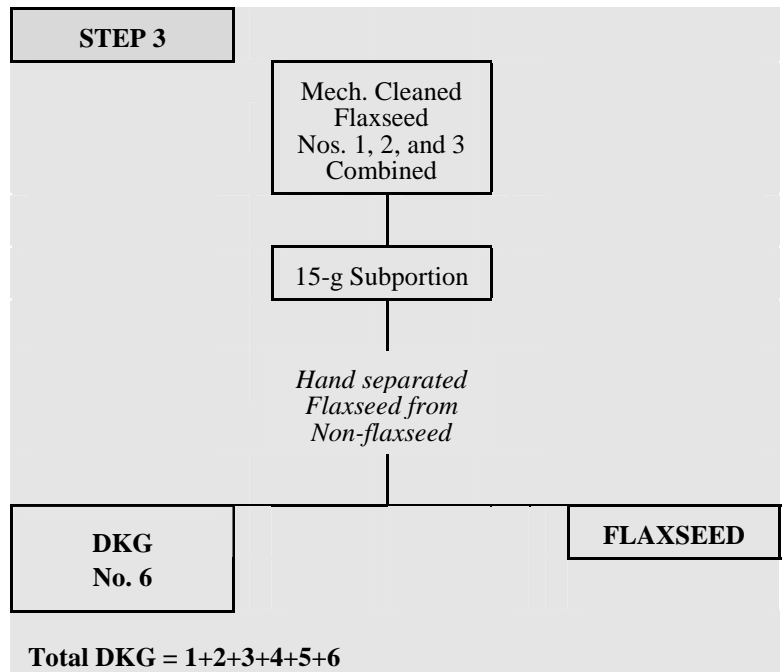 STEP 3
Mech. Cleaned
Flaxseed
Nos. 1, 2, and 3
Combined
15-g Subportion
Hand separated
Flaxseed from
Non-flaxseed
DKG
No. 6
FLAXSEED
Total DKG = 1+2+3+4+5+6